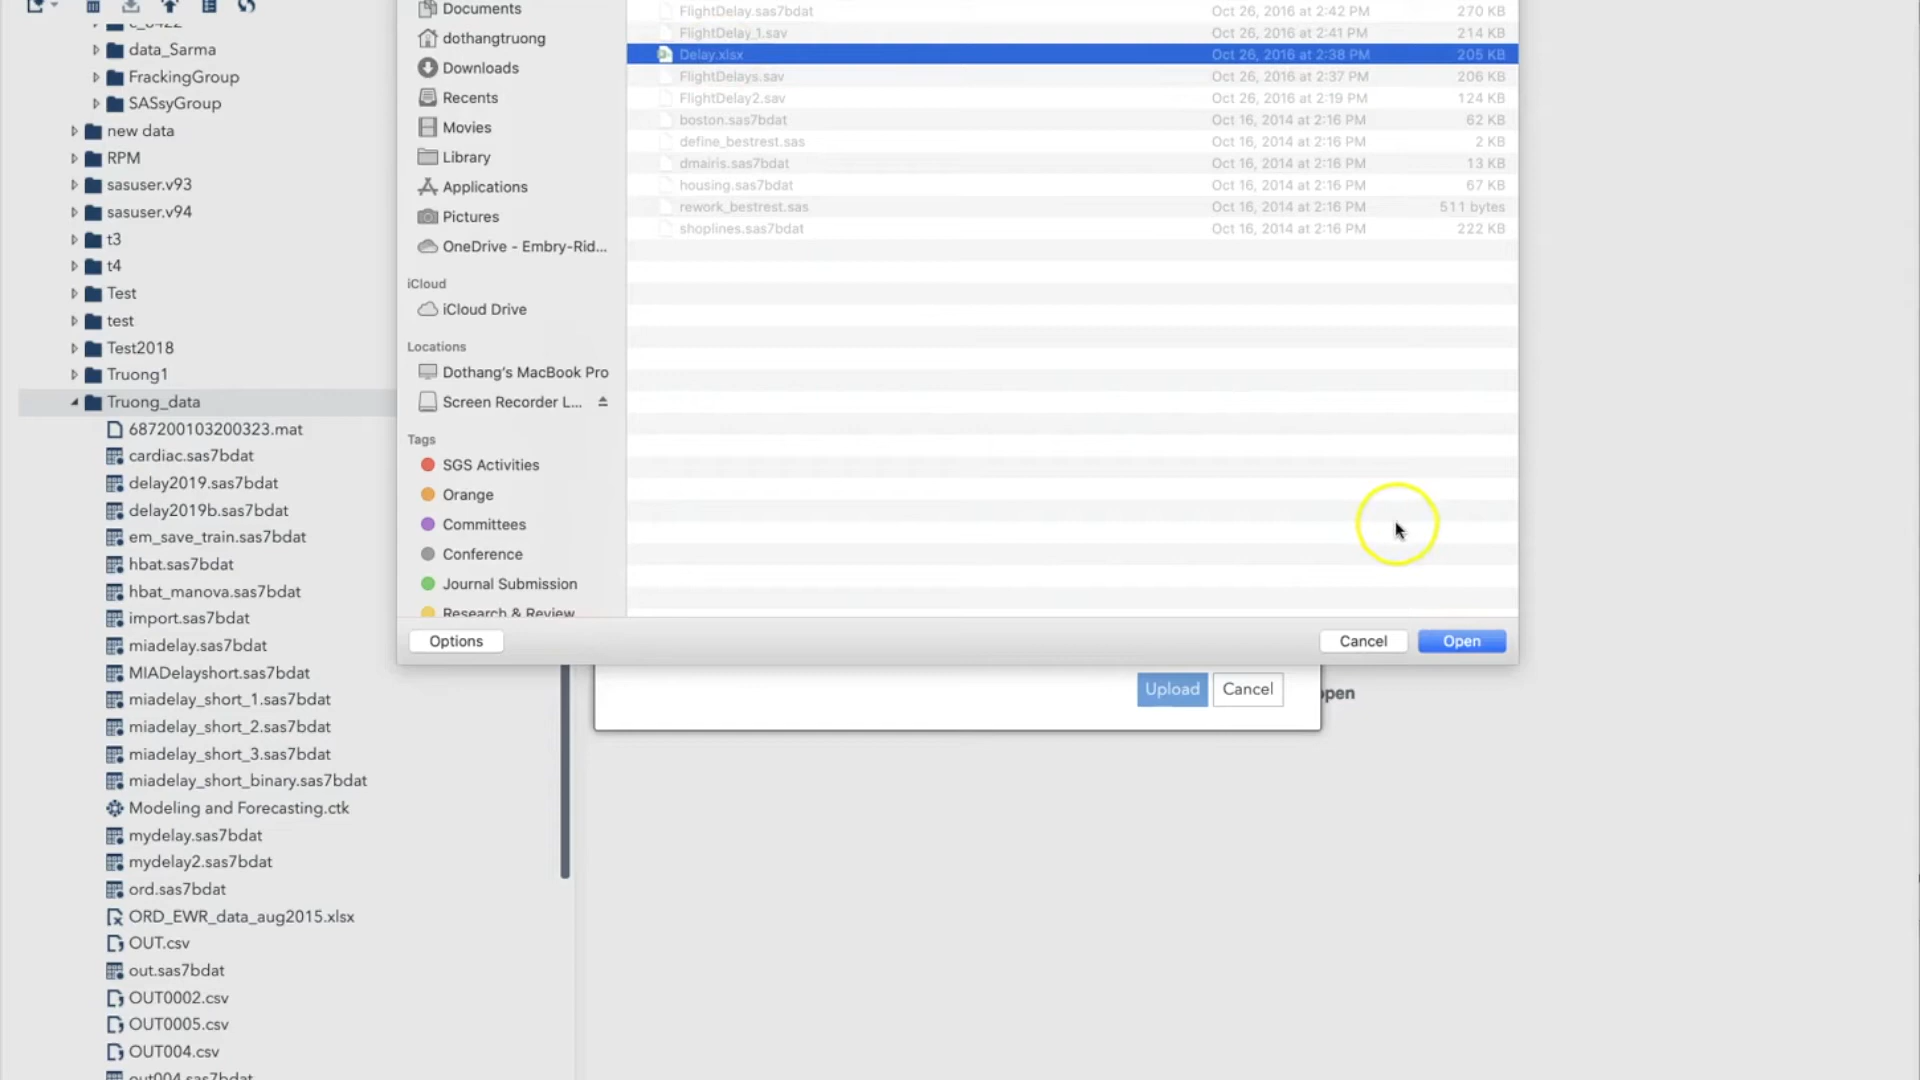 c_8422
data_Sarma
FrackingGroup
SASsyGroup
new data
RPM
sasuser.v93
sasuser.v94
t3
t4
Test
test
Test2018
Truong1
Truong_data
687200103200323.mat
cardiac.sas7bdat
delay2019.sas7bdat
delay2019b.sas7bdat
em_save_train.sas7bdat
hbat.sas7bdat
hbat_manova.sas7bdat
import.sas7bdat
miadelay.sas7bdat
MIADelayshort.sas7bdat
miadelay_short_1.sas7bdat
miadelay_short_2.sas7bdat
miadelay_short_3.sas7bdat
miadelay_short_binary.sas7bdat
Modeling and Forecasting.ctk
mydelay.sas7bdat
mydelay2.sas7bdat
ord.sas7bdat
ORD_EWR_data_aug2015.xlsx
OUT.csv
out.sas7bdat
OUT0002.csv
OUT0005.csv
OUT004.csv
out004.sas7bdat
Documents
dothangtruong
Downloads
Recents
Movies
Library
Applications
Pictures
OneDrive - Embry-Rid...
iCloud
iCloud Drive
Locations
Dothang's MacBook Pro
Screen Recorder L...
Tags
SGS Activities
Orange
Committees
Conference
Journal Submission
Research & Review
FlightDelay.sas7bdat Oct 26, 2016 at 2:42 PM 270 KB
FlightDelay_1.sav Oct 26, 2016 at 2:41 PM 214 KB
Delay.xlsx Oct 26, 2016 at 2:38 PM 205 KB
FlightDelays.sav Oct 26, 2016 at 2:37 PM 206 KB
FlightDelay2.sav Oct 26, 2016 at 2:19 PM 124 KB
boston.sas7bdat Oct 16, 2014 at 2:16 PM 62 KB
define_bestrest.sas Oct 16, 2014 at 2:16 PM 2 KB
dmairis.sas7bdat Oct 16, 2014 at 2:16 PM 13 KB
housing.sas7bdat Oct 16, 2014 at 2:16 PM 67 KB
rework_bestrest.sas Oct 16, 2014 at 2:16 PM 511 bytes
shoplines.sas7bdat Oct 16, 2014 at 2:16 PM 222 KB
Options Cancel Open
Upload Cancel
open